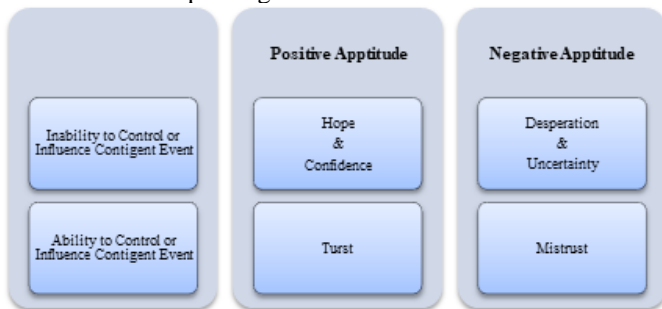 Positive Apptitude
Negative Apptitude
Inability to Control or
Influence Contigent Event
Hope
&
Confidence
Desperation
&
Uncertainty
Ability to Control or
Influence Contigent Event
Turst
Mistrust